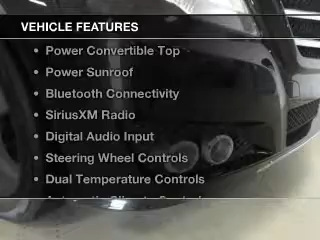 VEHICLE FEATURES
• Power Convertible Top
• Power Sunroof
• Bluetooth Connectivity
• SiriusXM Radio
• Digital Audio Input
• Steering Wheel Controls
• Dual Temperature Controls